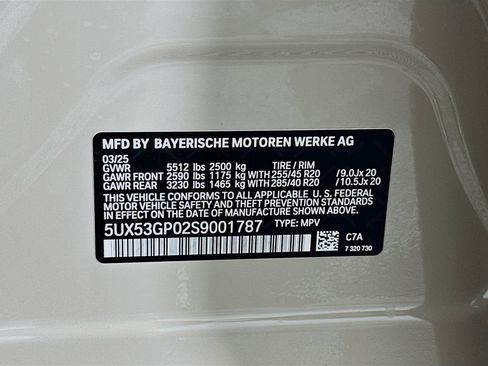 MFD BY BAYERISCHE MOTOREN WERKE AG
03/25
GVWR 5512 lbs 2500 kg TIRE / RIM
GAWR FRONT 2590 lbs 1175 kg WITH 255/45 R20 /9.0Jx 20
GAWR REAR 3230 lbs 1465 kg WITH 285/40 R20 /10.5Jx 20
THIS VEHICLE CONFORMS TO ALL APPLICABLE U. S. FEDERAL
MOTOR VEHICLE SAFETY AND THEFT PREVENTION STANDARDS
IN EFFECT ON THE DATE OF MANUFACTURE SHOWN ABOVE.
5UX53GP02S9001787 TYPE: MPV
C7A
7 320 730